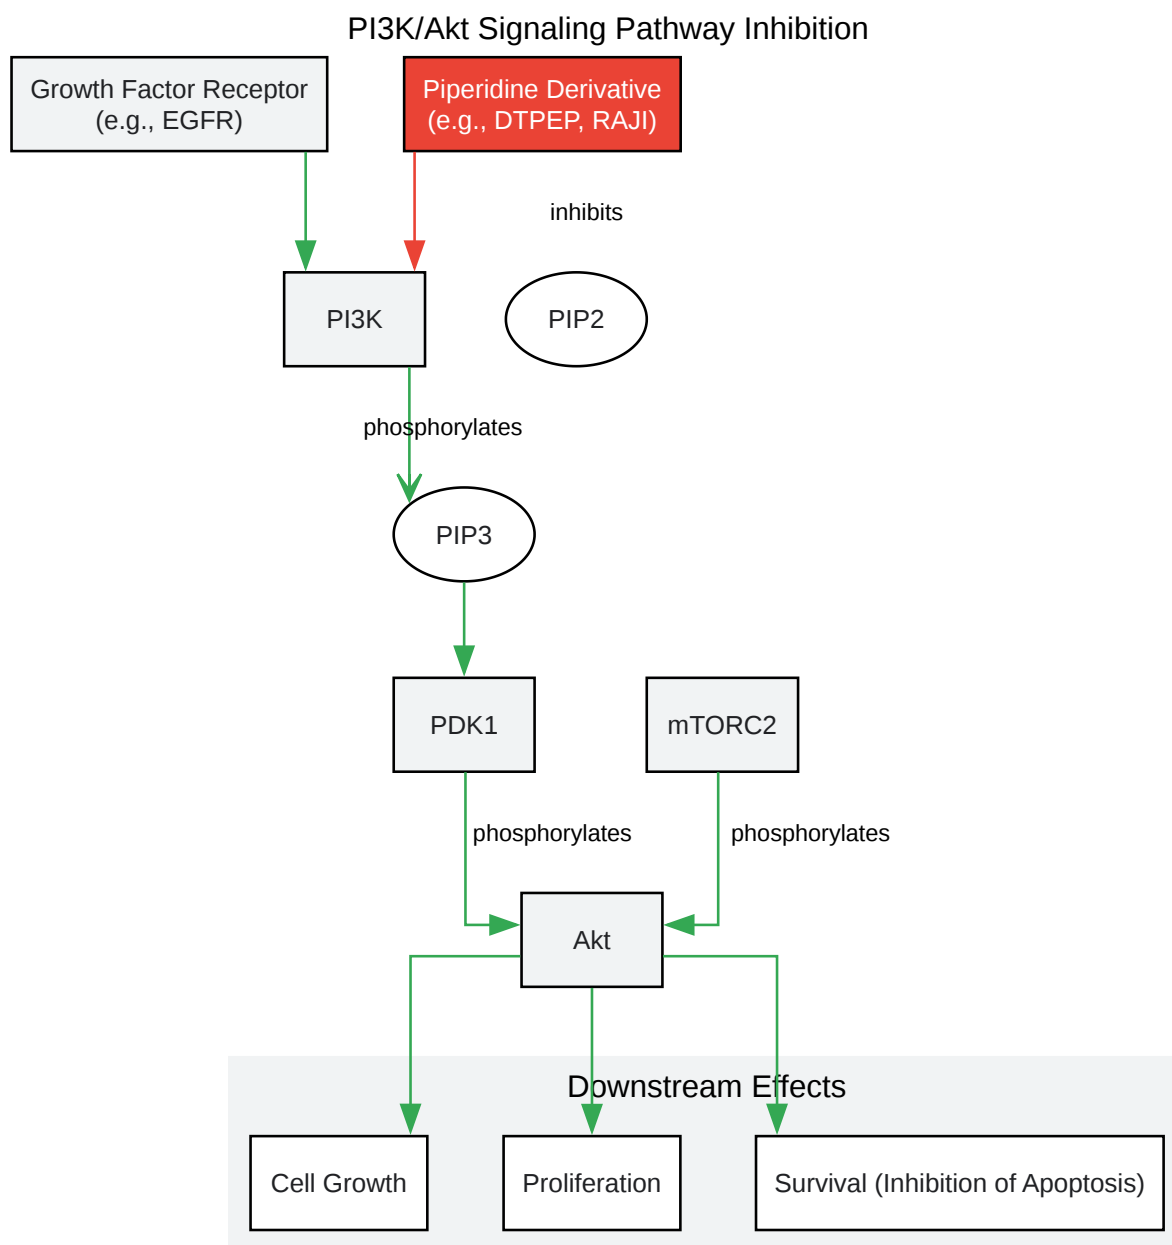 PI3K/Akt Signaling Pathway Inhibition
Growth Factor Receptor
(e.g., EGFR)
Piperidine Derivative
(e.g., DTPEP, RAJI)
inhibits
PI3K
PIP2
phosphorylates
PIP3
PDK1
mTORC2
phosphorylates
phosphorylates
Akt
Downstream Effects
Cell Growth
Proliferation
Survival (Inhibition of Apoptosis)